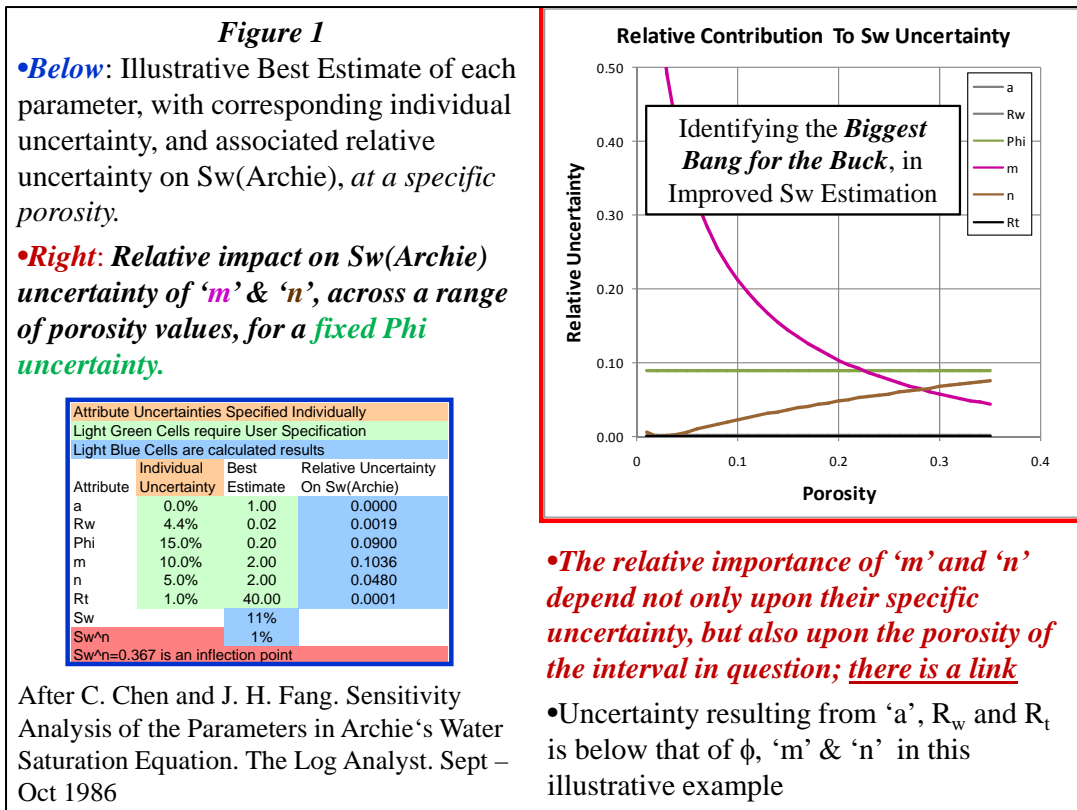 Figure 1
•Below: Illustrative Best Estimate of each
parameter, with corresponding individual
uncertainty, and associated relative
uncertainty on Sw(Archie), at a specific
porosity.
•Right: Relative impact on Sw(Archie)
uncertainty of ‘m’ & ‘n’, across a range
of porosity values, for a fixed Phi
uncertainty.
Attribute Uncertainties Specified Individually
Light Green Cells require User Specification
Light Blue Cells are calculated results
Individual Best Relative Uncertainty
Attribute Uncertainty Estimate On Sw(Archie)
a 0.0% 1.00 0.0000
Rw 4.4% 0.02 0.0019
Phi 15.0% 0.20 0.0900
m 10.0% 2.00 0.1036
n 5.0% 2.00 0.0480
Rt 1.0% 40.00 0.0001
Sw 11%
Sw^n 1%
Sw^n=0.367 is an inflection point
After C. Chen and J. H. Fang. Sensitivity
Analysis of the Parameters in Archie‘s Water
Saturation Equation. The Log Analyst. Sept –
Oct 1986
Relative Contribution To Sw Uncertainty
Relative Uncertainty
0.50
0.40
0.30
0.20
0.10
0.00
0 0.1 0.2 0.3 0.4
Porosity
Identifying the Biggest
Bang for the Buck, in
Improved Sw Estimation
a
Rw
Phi
m
n
Rt
•The relative importance of ‘m’ and ‘n’
depend not only upon their specific
uncertainty, but also upon the porosity of
the interval in question; there is a link
•Uncertainty resulting from ‘a’, Rw and Rt
is below that of ϕ, ‘m’ & ‘n’ in this
illustrative example